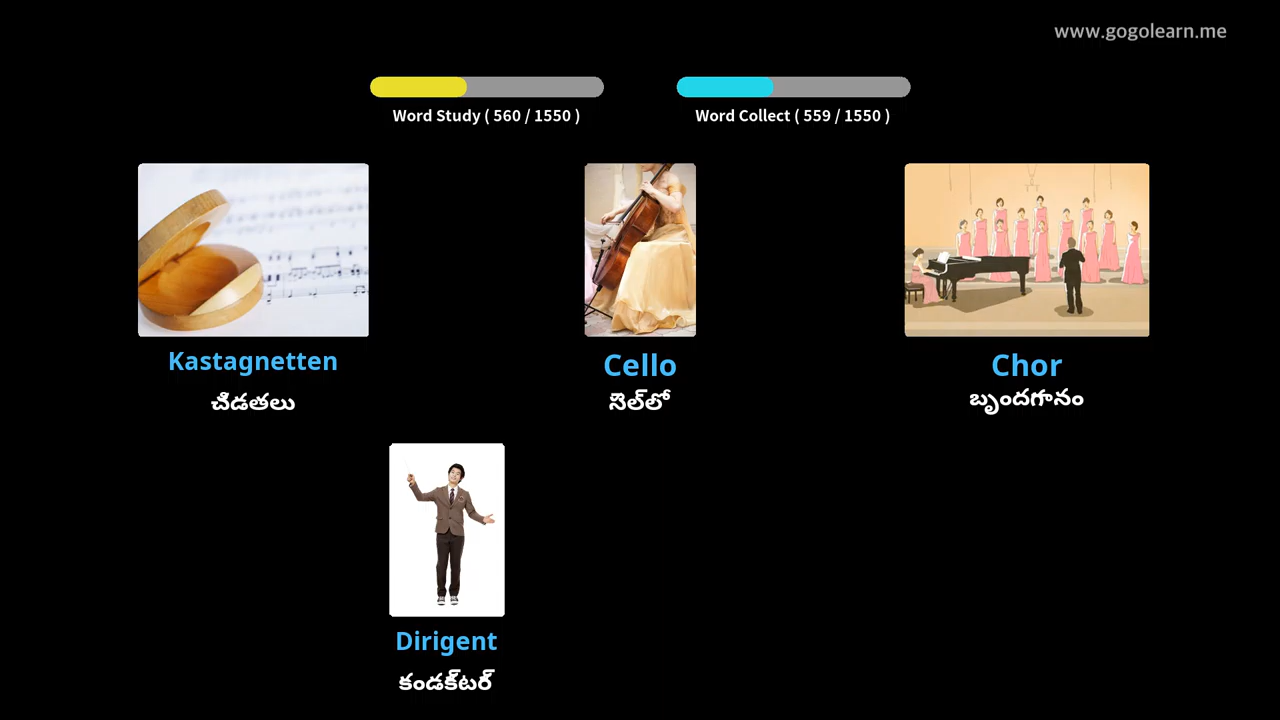 www.gogolearn.me
Word Study ( 560 / 1550 )
Word Collect ( 559 / 1550 )
Kastagnetten
చిడతలు
Cello
సెల్‌లో
Chor
బృందగానం
Dirigent
కండక్‌టర్